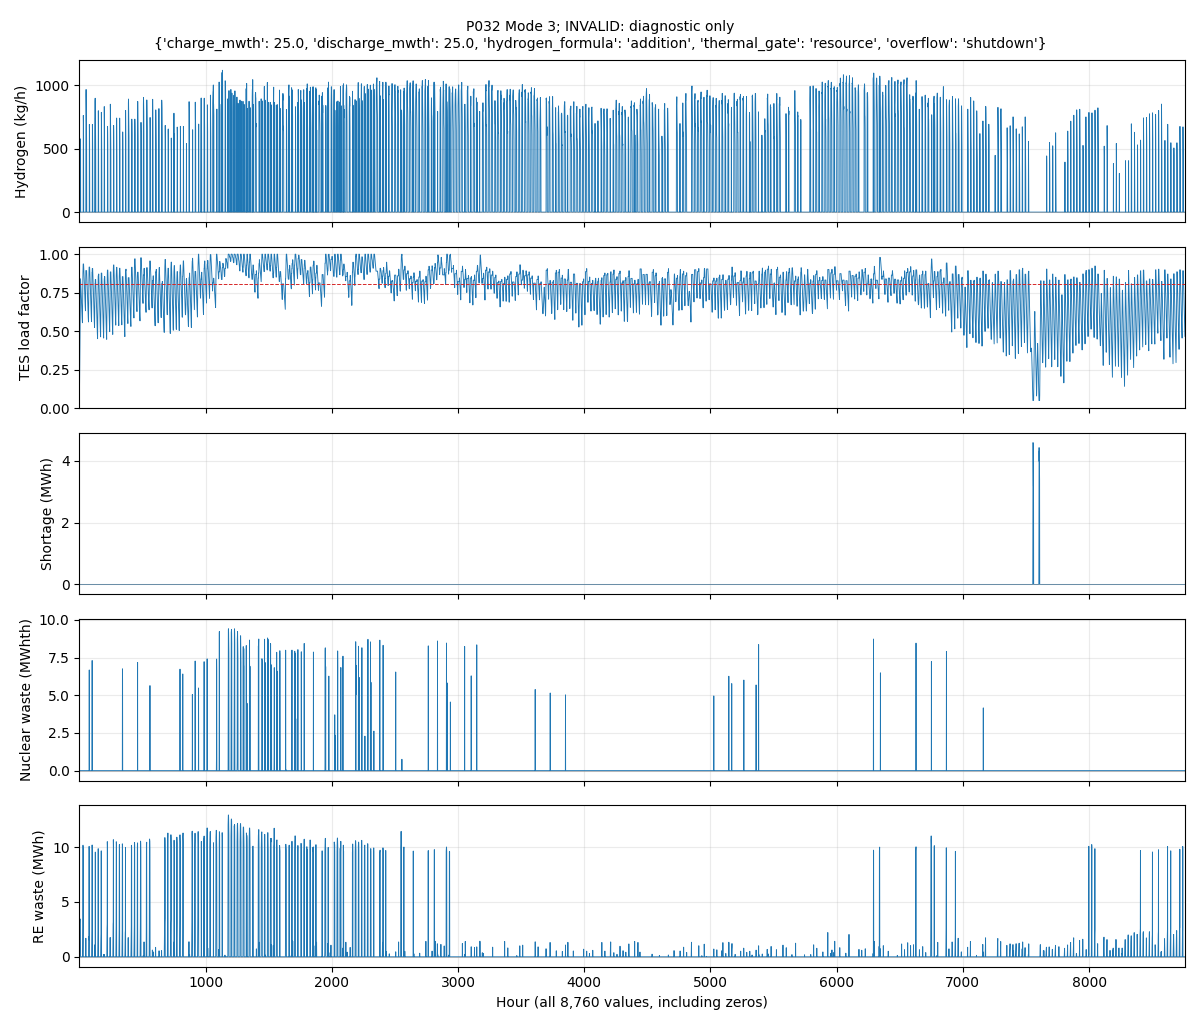 P032 Mode 3; INVALID: diagnostic only
{'charge_mwth': 25.0, 'discharge_mwth': 25.0, 'hydrogen_formula': 'addition', 'thermal_gate': 'resource', 'overflow': 'shutdown'}
Hydrogen (kg/h)
1000
500
0
TES load factor
1.00
0.75
0.50
0.25
0.00
Shortage (MWh)
4
2
0
Nuclear waste (MWhth)
10.0
7.5
5.0
2.5
0.0
RE waste (MWh)
10
5
0
1000 2000 3000 4000 5000 6000 7000 8000
Hour (all 8,760 values, including zeros)